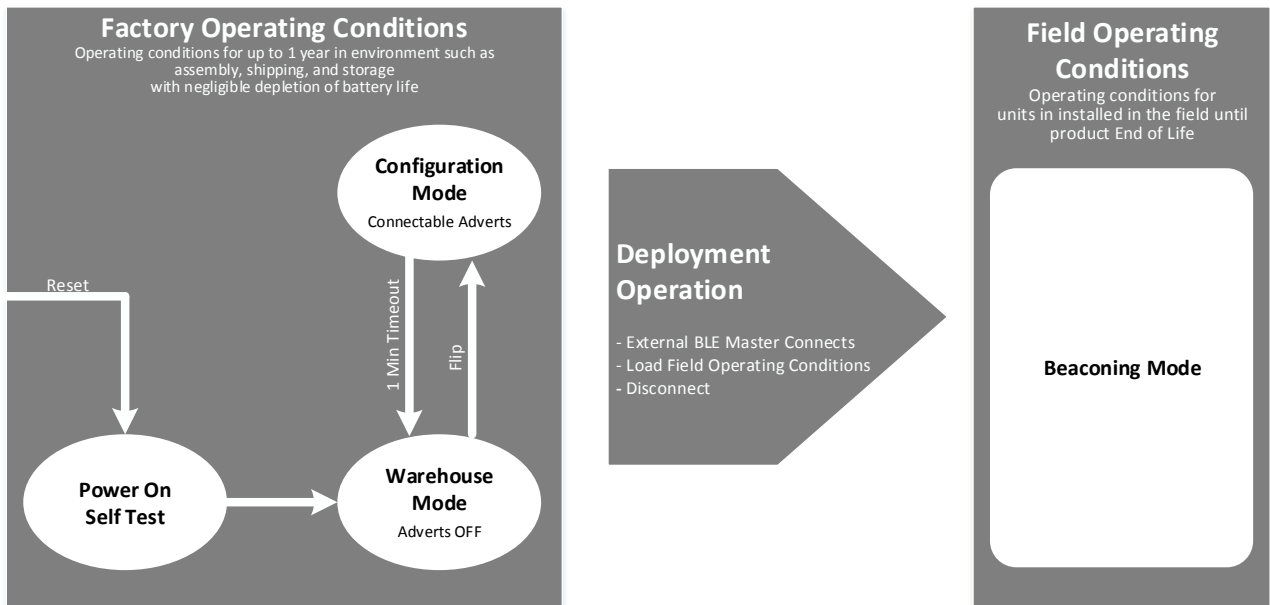 Factory Operating Conditions
Operating conditions for up to 1 year in environment such as
assembly, shipping, and storage
with negligible depletion of battery life
Configuration
Mode
Connectable Adverts
Reset
1 Min Timeout
Flip
Power On
Self Test
Warehouse
Mode
Adverts OFF
Deployment
Operation
- External BLE Master Connects
- Load Field Operating Conditions
- Disconnect
Field Operating
Conditions
Operating conditions for
units in installed in the field until
product End of Life
Beaconing Mode